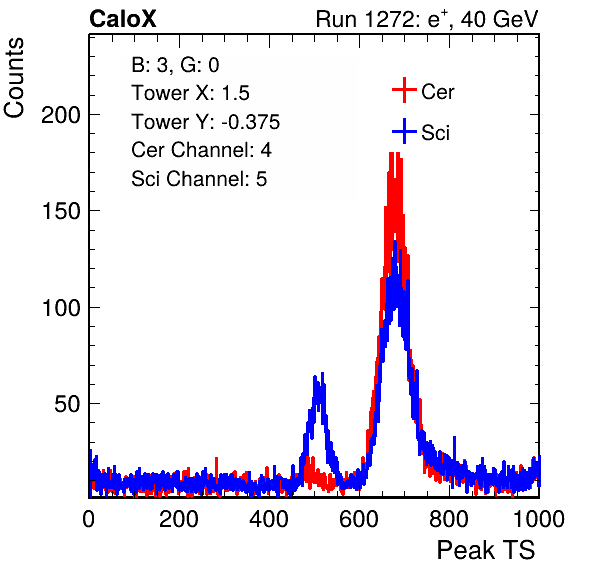 CaloX Run 1272: e⁺, 40 GeV
Counts
B: 3, G: 0
Tower X: 1.5
Tower Y: -0.375
Cer Channel: 4
Sci Channel: 5
Cer
Sci
200
150
100
50
0 200 400 600 800 1000
Peak TS